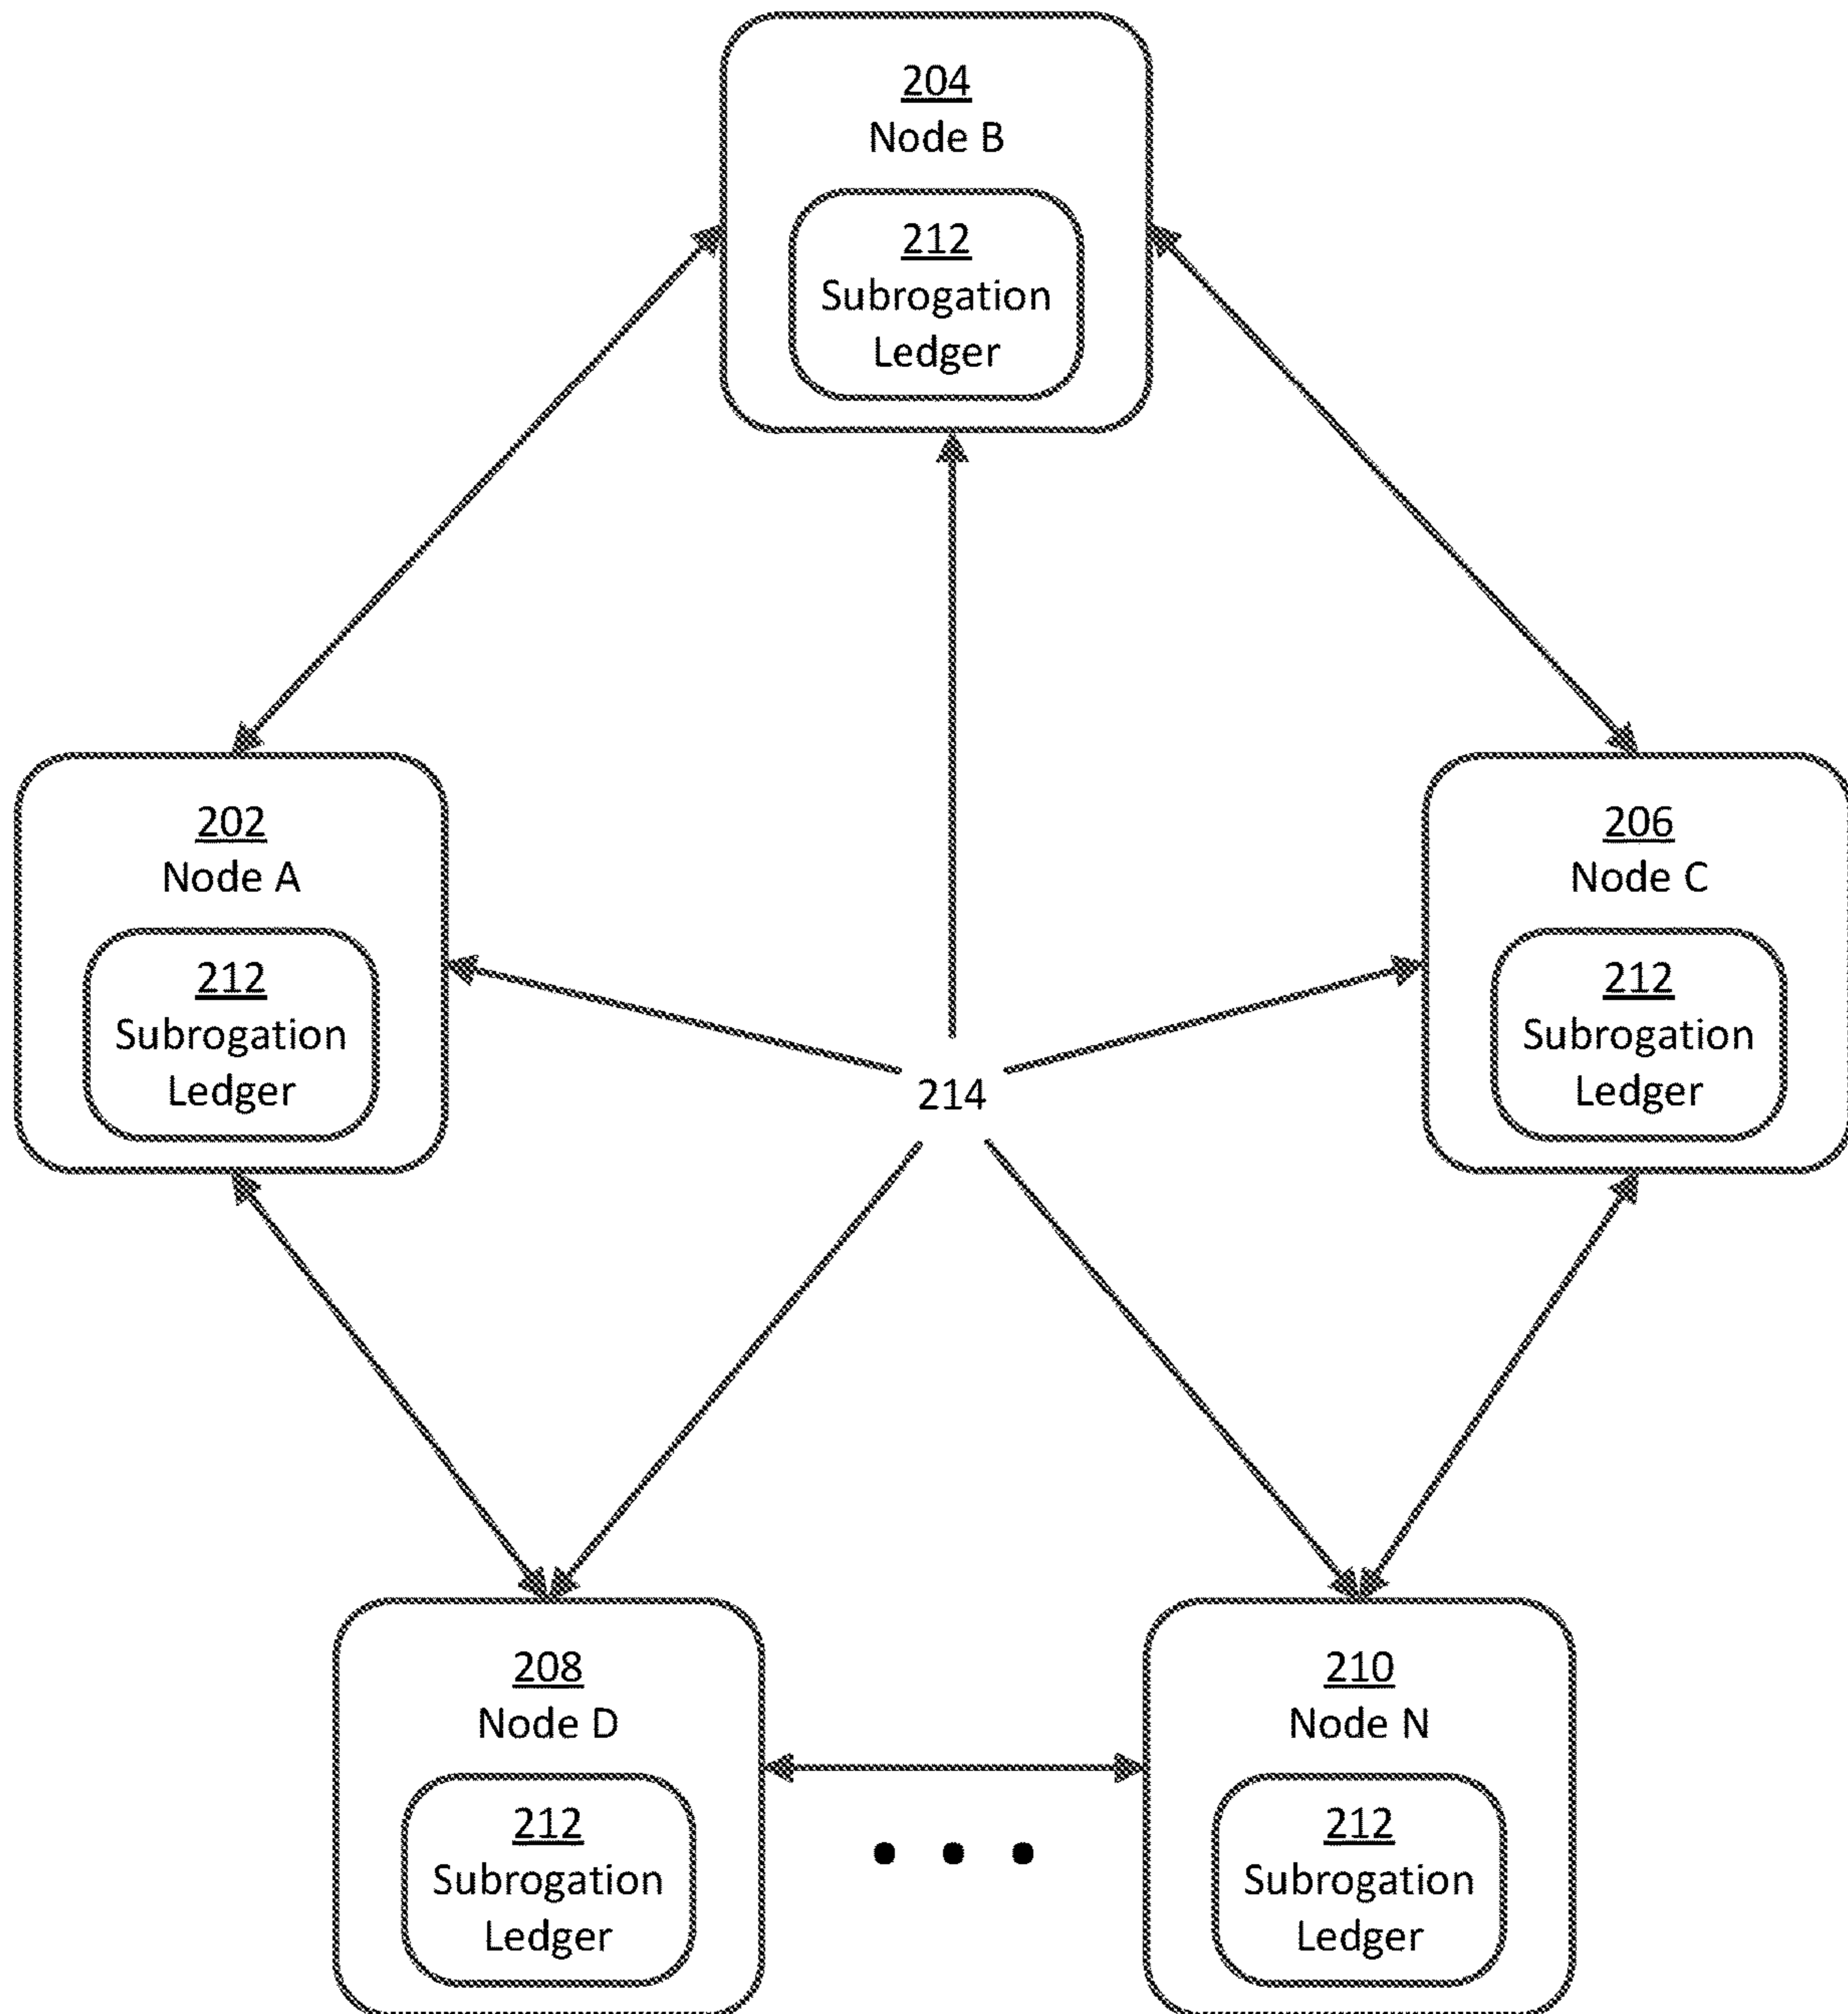 204
Node B
212
Subrogation
Ledger
202
Node A
212
Subrogation
Ledger
206
Node C
212
Subrogation
Ledger
214
208
Node D
212
Subrogation
Ledger
210
Node N
212
Subrogation
Ledger